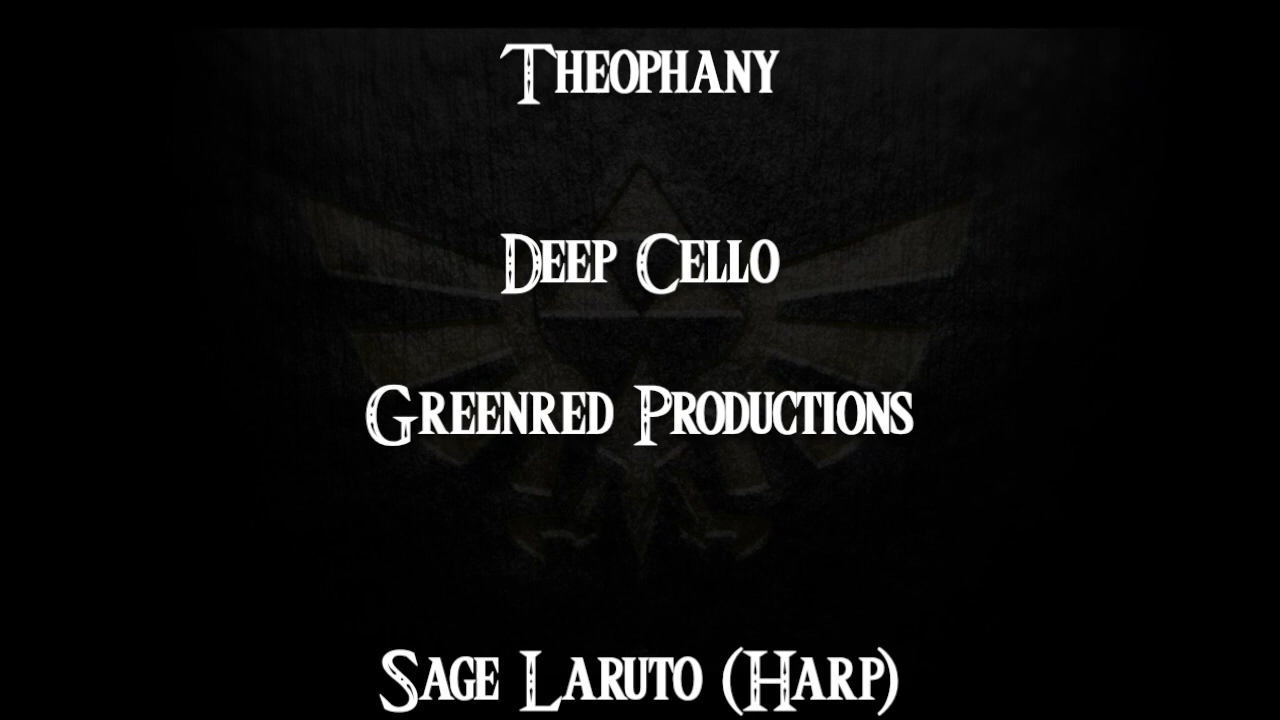 Theophany
Deep Cello
Greenred Productions
Sage Laruto (Harp)